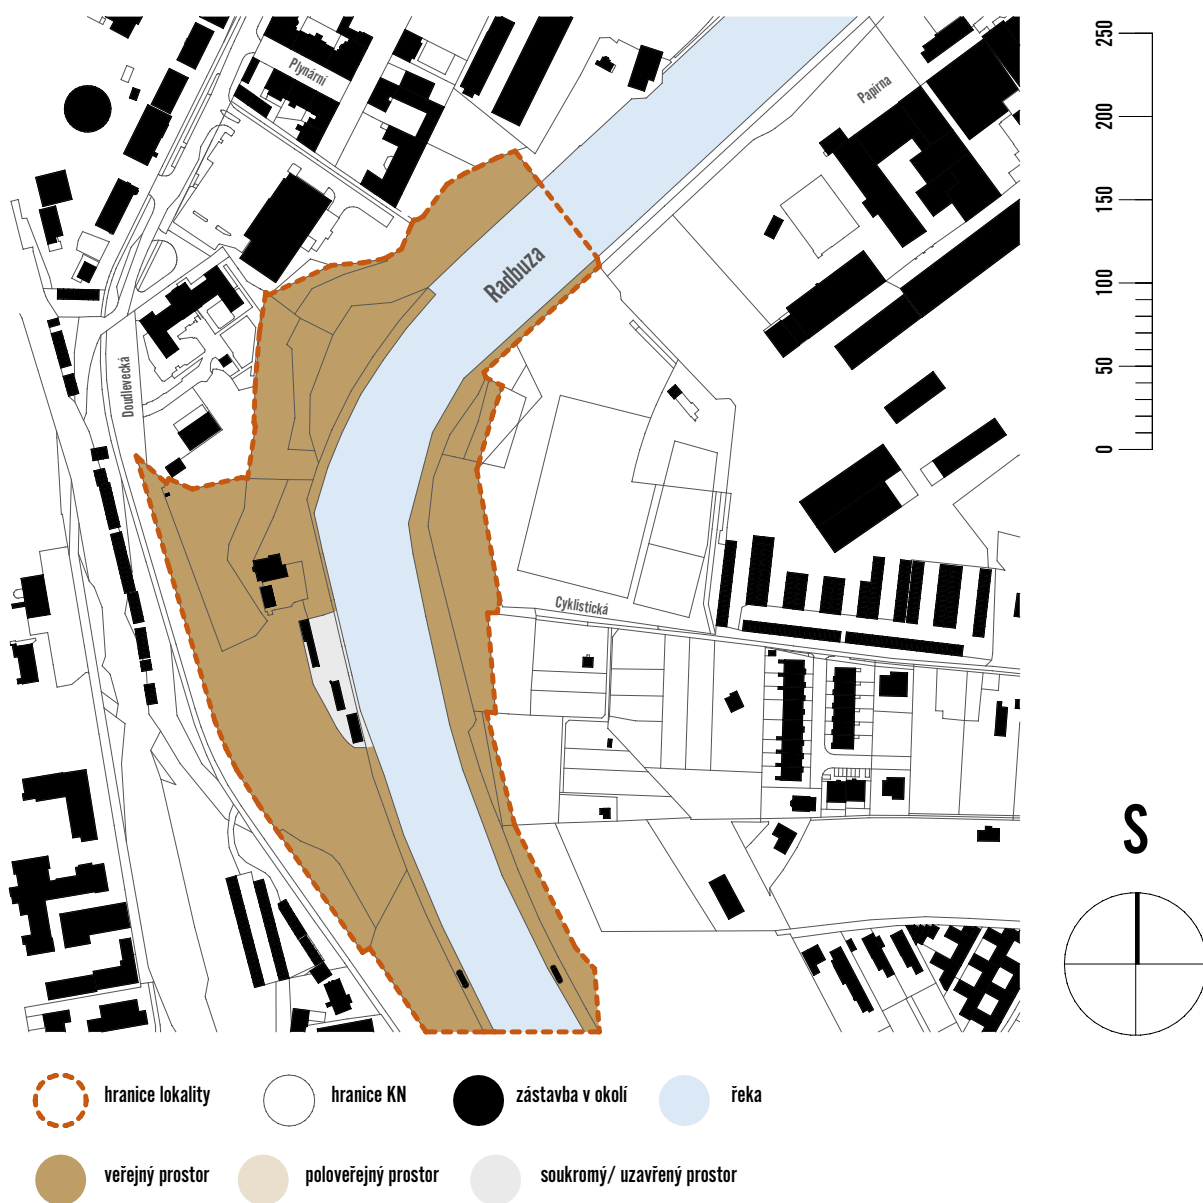 Plynární
Papírna
250
200
150
100
50
0
Radbuza
Doudlevecká
Cyklistická
S
hranice lokality
hranice KN
zástavba v okolí
řeka
veřejný prostor
poloveřejný prostor
soukromý/ uzavřený prostor